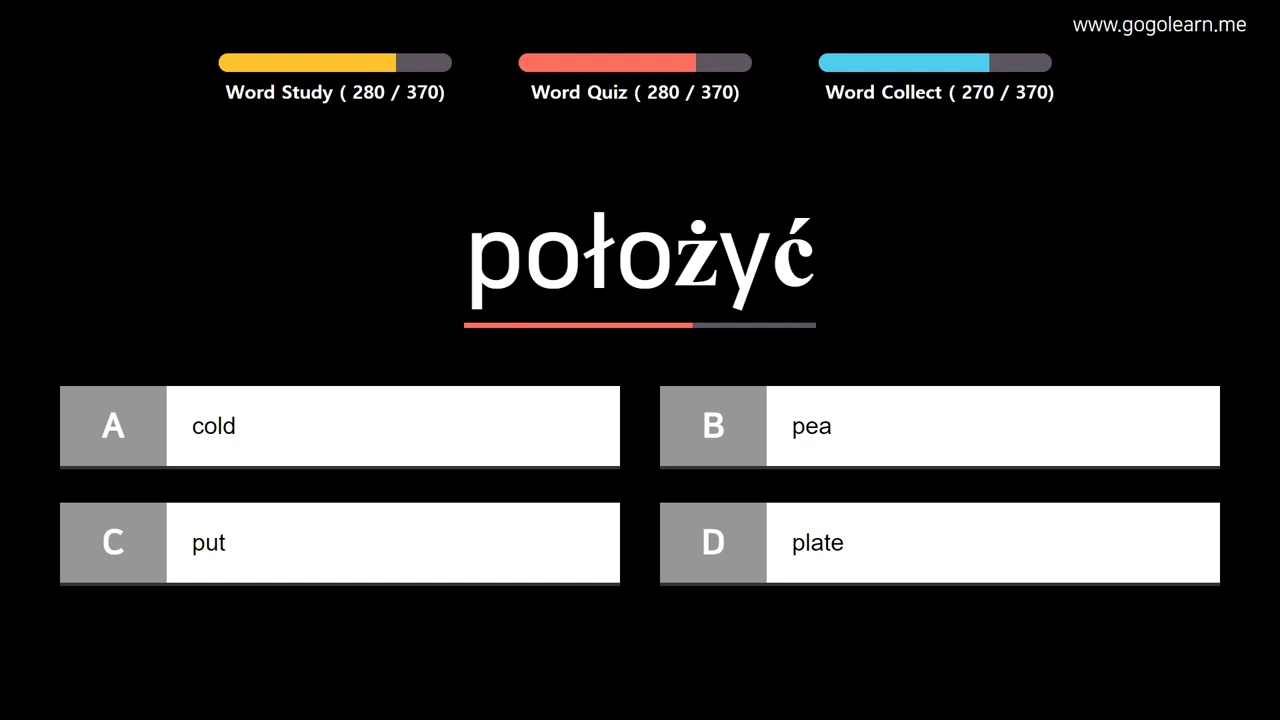 www.gogolearn.me
Word Study ( 280 / 370)
Word Quiz ( 280 / 370)
Word Collect ( 270 / 370)
położyć
A cold
B pea
C put
D plate